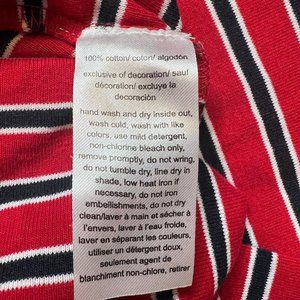 100% cotton/ coton/ algodón
exclusive of decoration/ sauf
décoration/ excluye la
decoración
hand wash and dry inside out,
wash cold, wash with like
colors, use mild detergent,
non-chlorine bleach only,
remove promptly, do not wring,
do not tumble dry, line dry in
shade, low heat iron if
necessary, do not iron
embellishments, do not dry
clean/laver à main et sécher à
l'envers, laver à l'eau froide,
laver en séparant les couleurs,
utiliser un détergent doux,
seulement agent de
blanchiment non-chlore, retirer